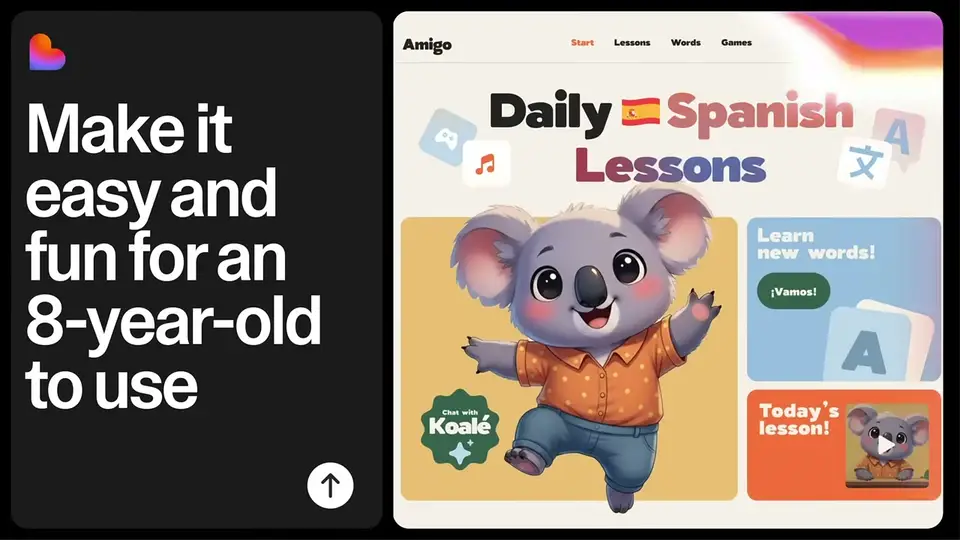 Make it
easy and
fun for an
8-year-old
to use
Amigo
Start
Lessons
Words
Games
Daily 🇪🇸 Spanish
Lessons
A
文
Learn
new words!
¡Vamos!
A
Chat with
Koalé
Today's
lesson!